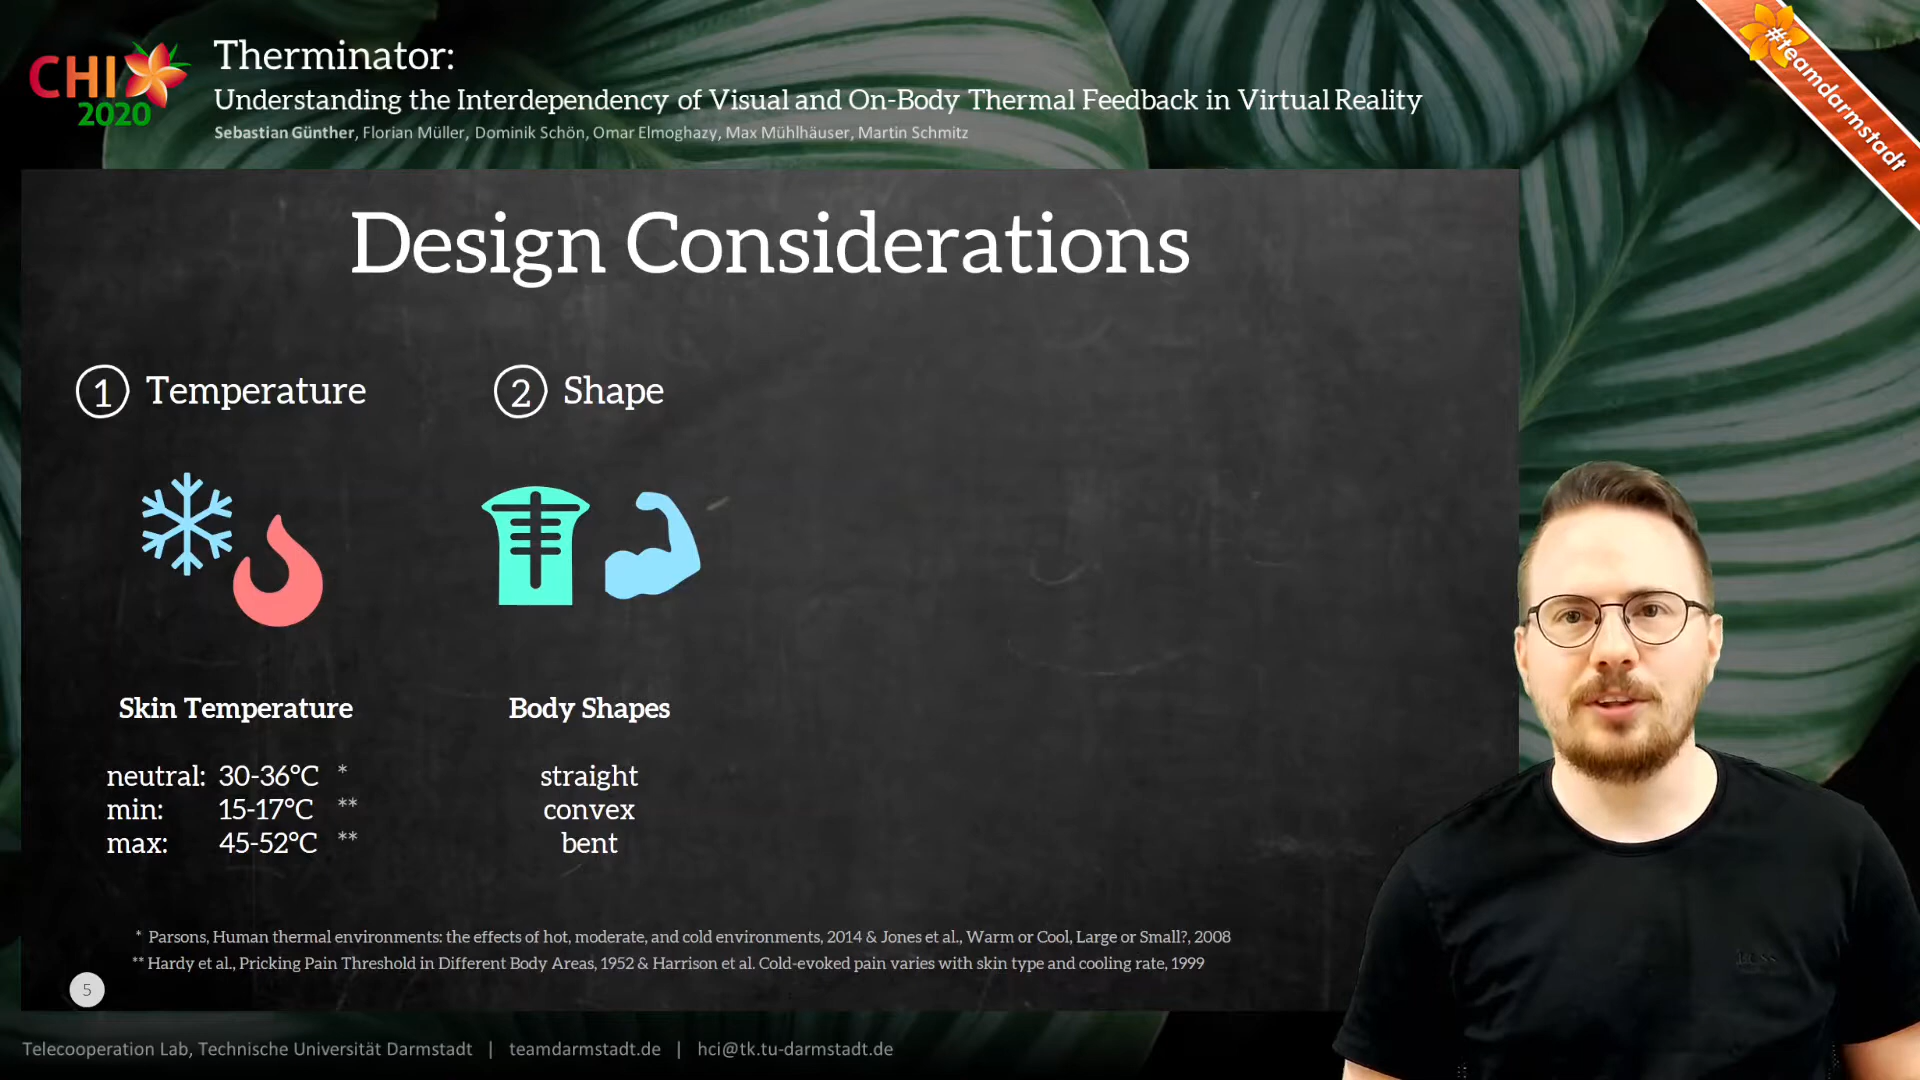 CHI
2020
Therminator:
Understanding the Interdependency of Visual and On-Body Thermal Feedback in Virtual Reality
Sebastian Günther, Florian Müller, Dominik Schön, Omar Elmoghazy, Max Mühlhäuser, Martin Schmitz
#teamdarmstadt
Design Considerations
1 Temperature
2 Shape
Skin Temperature
Body Shapes
neutral: 30-36°C *
min: 15-17°C **
max: 45-52°C **
straight
convex
bent
* Parsons, Human thermal environments: the effects of hot, moderate, and cold environments, 2014 & Jones et al., Warm or Cool, Large or Small?, 2008
** Hardy et al., Pricking Pain Threshold in Different Body Areas, 1952 & Harrison et al. Cold-evoked pain varies with skin type and cooling rate, 1999
5
Telecooperation Lab, Technische Universität Darmstadt | teamdarmstadt.de | hci@tk.tu-darmstadt.de